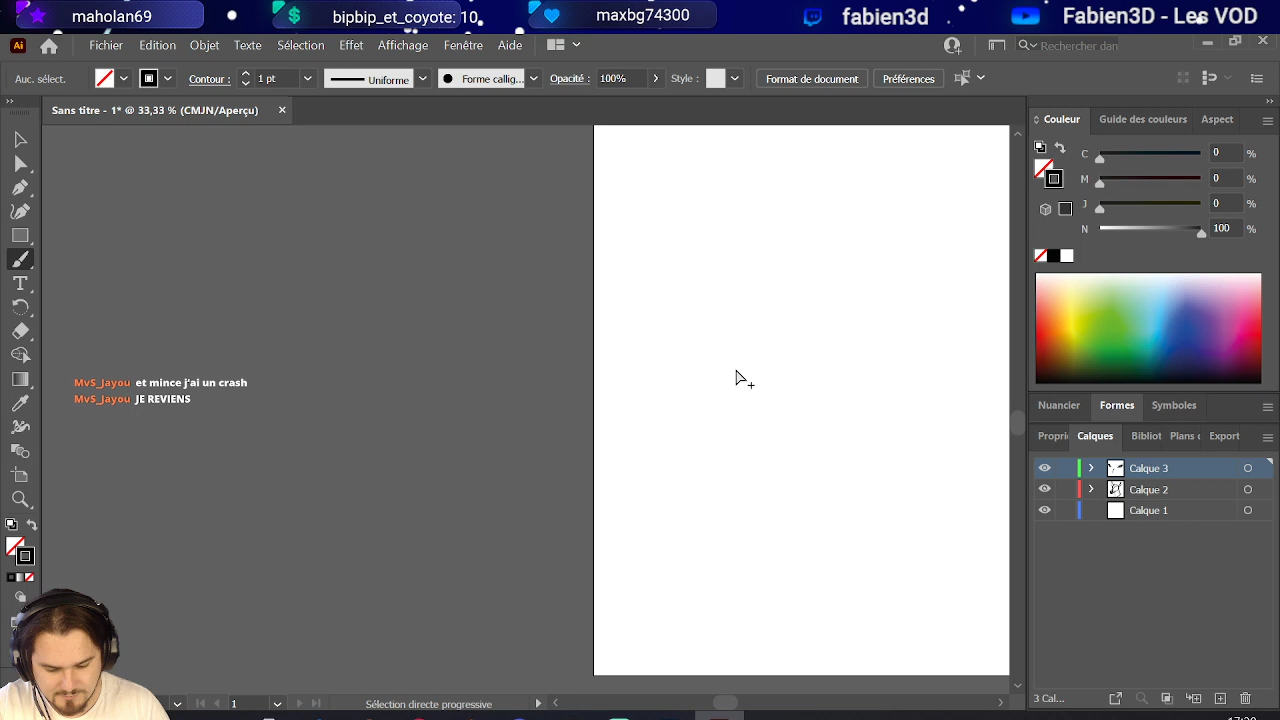 maholan69
bipbip_et_coyote: 10
maxbg74300
fabien3d
Fabien3D - Les VOD
Ai
Fichier
Edition
Objet
Texte
Sélection
Effet
Affichage
Fenêtre
Aide
Rechercher dan
Auc. sélect.
Contour :
1 pt
Uniforme
Forme callig...
Opacité :
100%
Style :
Format de document
Préférences
Sans titre - 1* @ 33,33 % (CMJN/Aperçu)
Couleur
Guide des couleurs
Aspect
C
0
%
M
0
%
J
0
%
N
100
%
MvS_Jayou et mince j'ai un crash
MvS_Jayou JE REVIENS
Nuancier
Formes
Symboles
Propri
Calques
Bibliot
Plans c
Export
Calque 3
Calque 2
Calque 1
3 Cal...
1
Sélection directe progressive